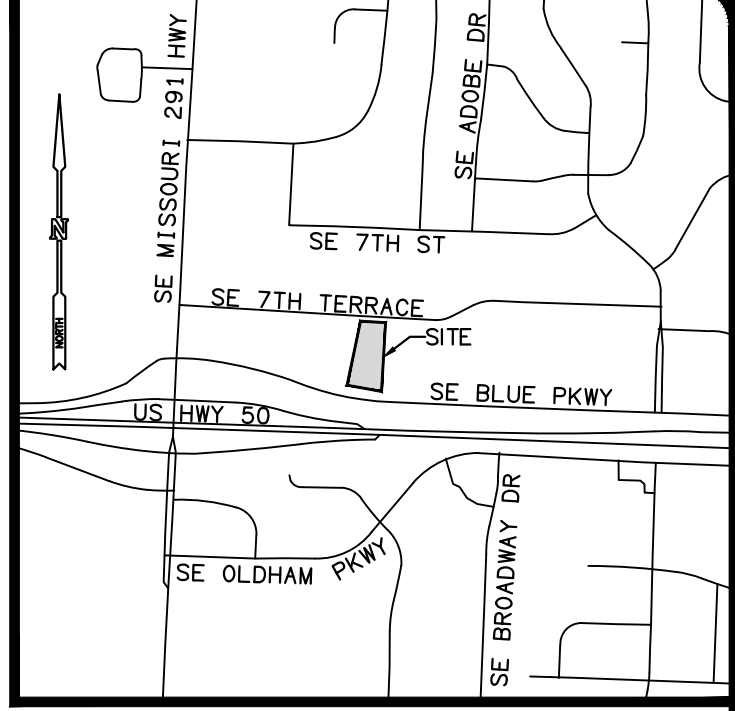 SE MISSOURI 291 HWY
SE ADOBE DR
N
NORTH
SE 7TH ST
SE 7TH TERRACE
SITE
SE BLUE PKWY
US HWY 50
SE OLDHAM PKWY
SE BROADWAY DR